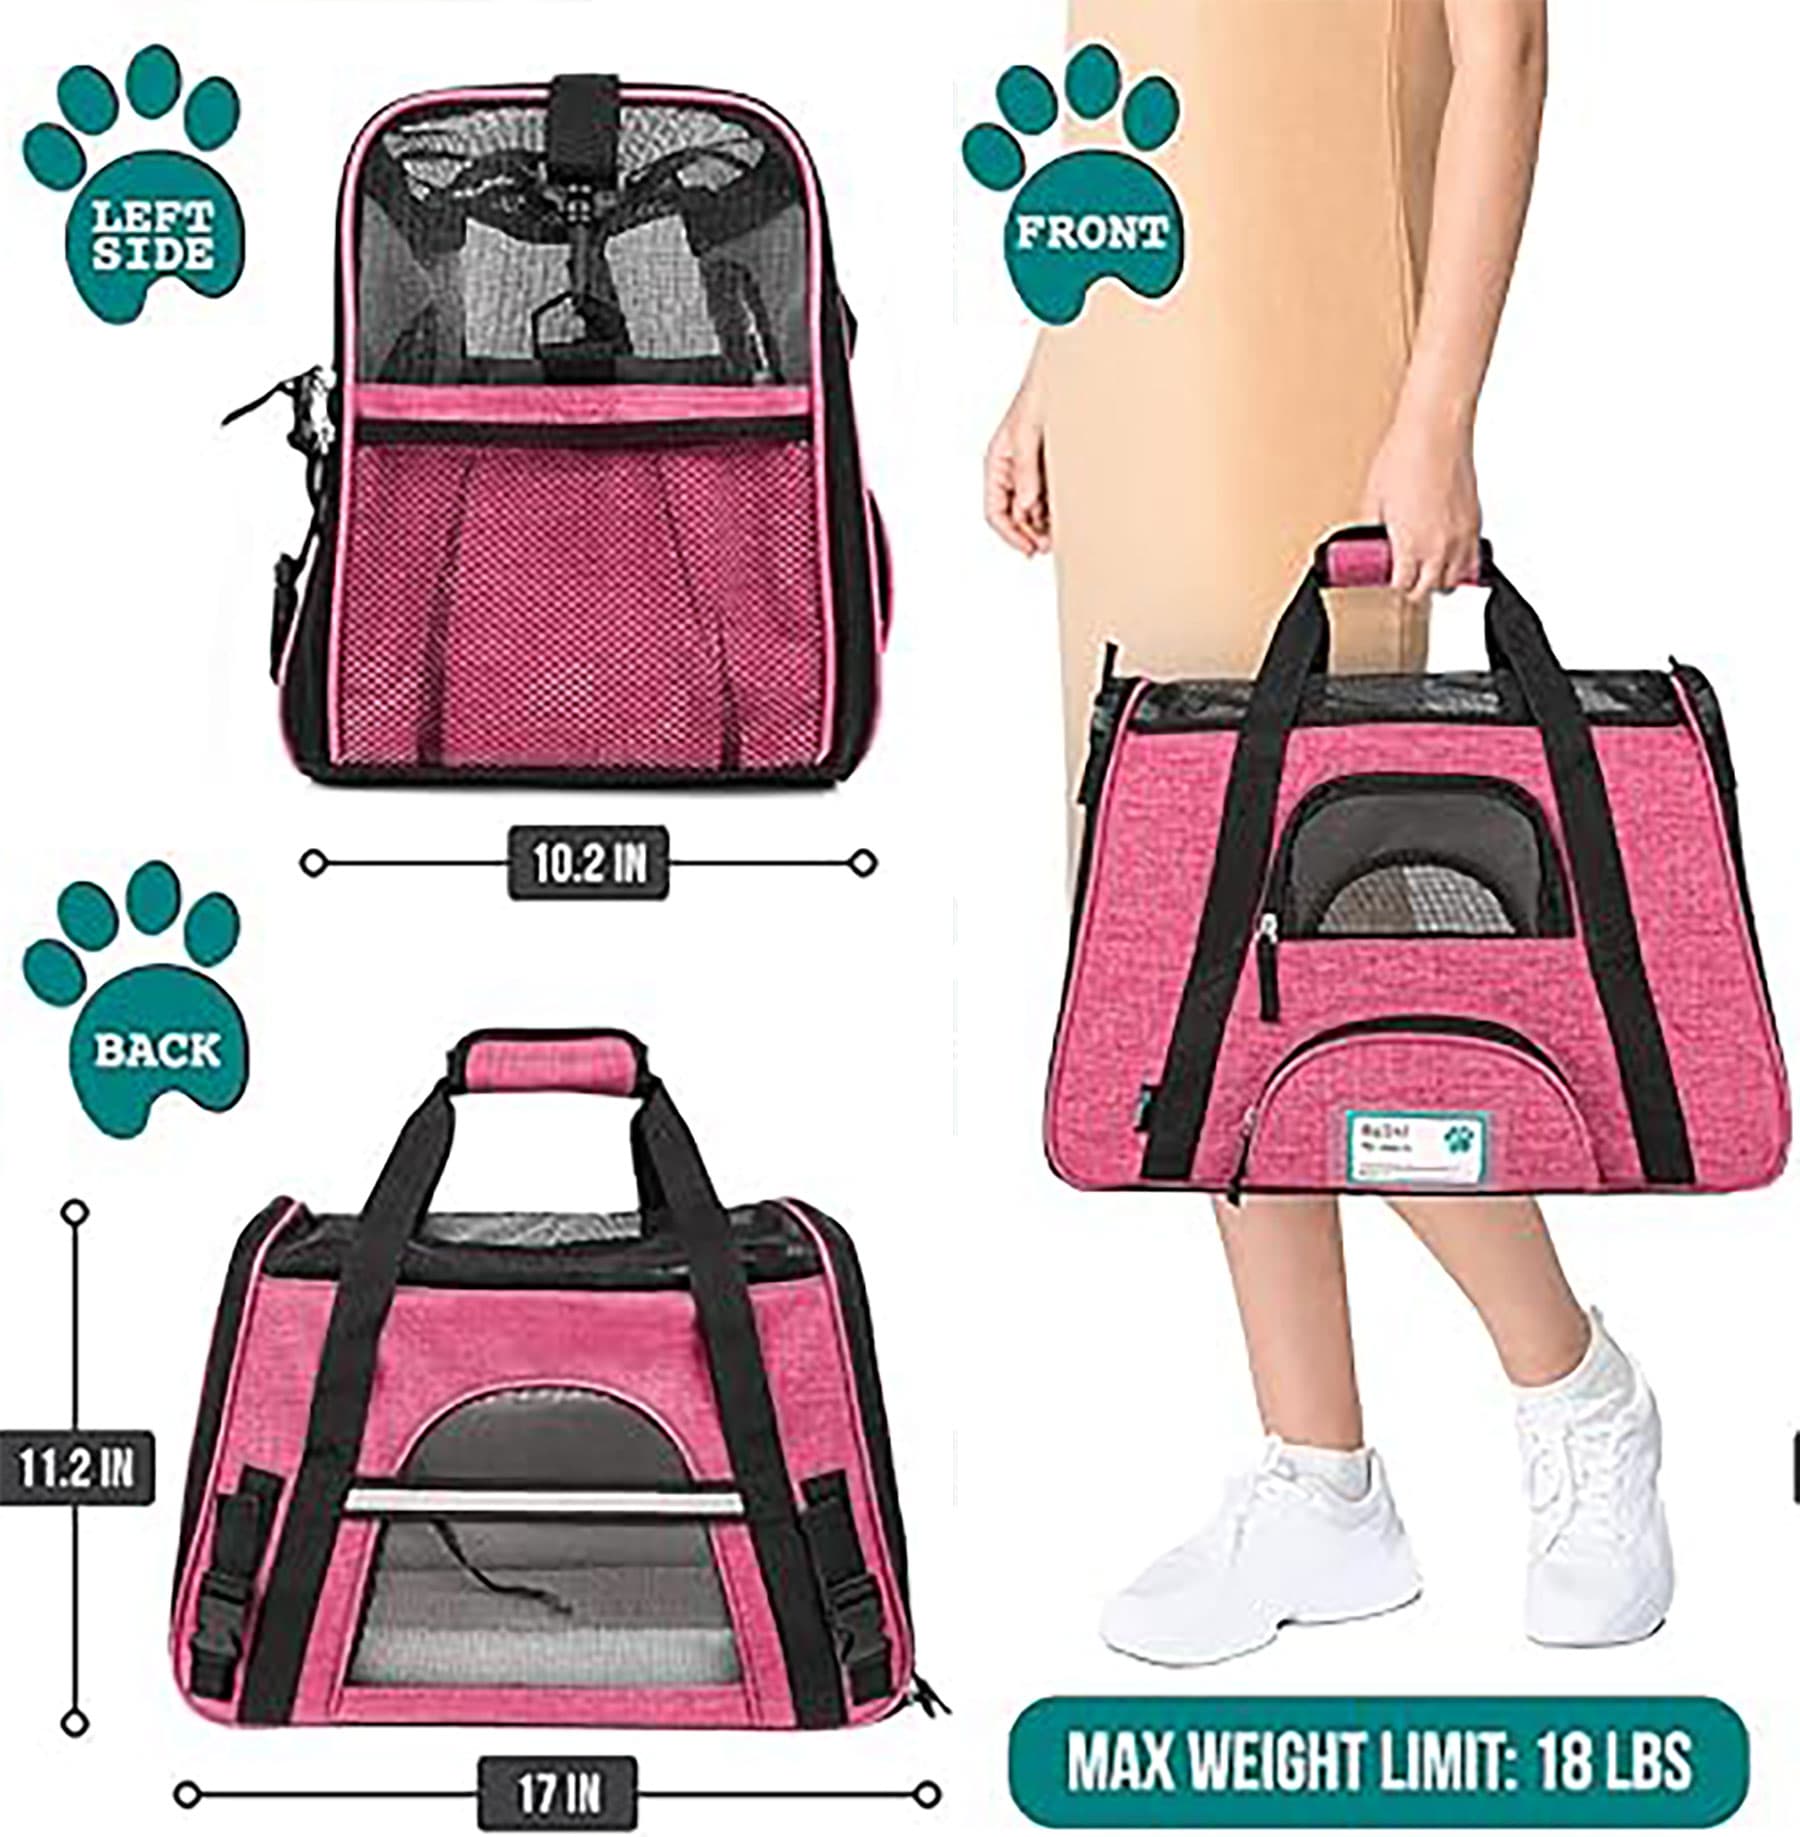 LEFT
SIDE
FRONT
10.2 IN
BACK
11.2 IN
17 IN
MAX WEIGHT LIMIT: 18 LBS